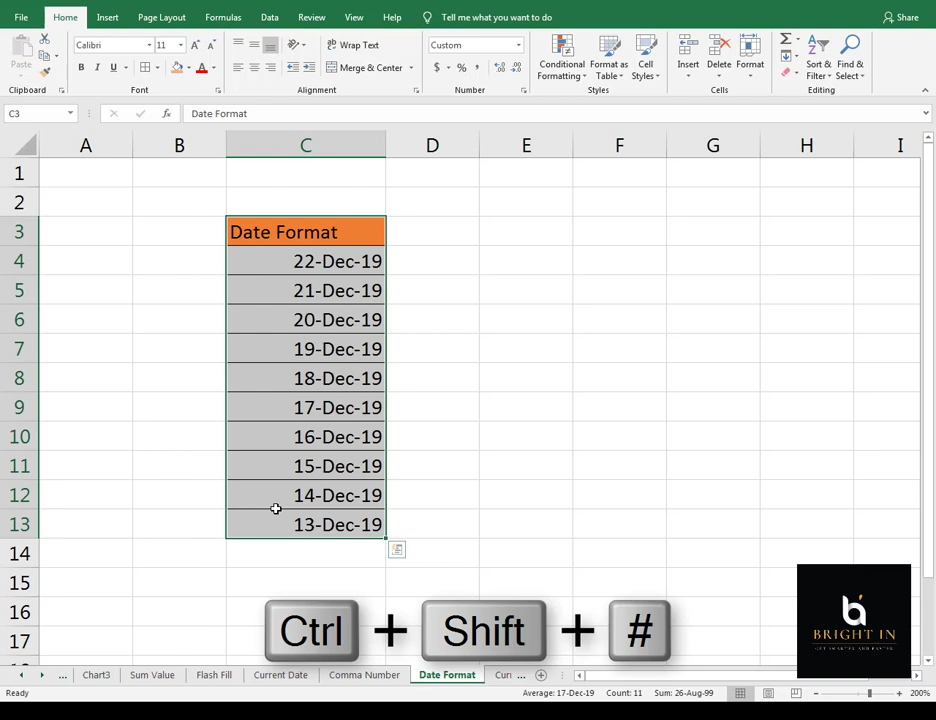 File Home Insert Page Layout Formulas Data Review View Help Tell me what you want to do Share
Calibri 11 A A Wrap Text Custom
Paste B I U A Merge & Center $ % , Conditional Formatting Format as Table Cell Styles Insert Delete Format Sort & Filter Find & Select
Clipboard Font Alignment Number Styles Cells Editing
C3 fx Date Format
A B C D E F G H I
1
2
3 Date Format
4 22-Dec-19
5 21-Dec-19
6 20-Dec-19
7 19-Dec-19
8 18-Dec-19
9 17-Dec-19
10 16-Dec-19
11 15-Dec-19
12 14-Dec-19
13 13-Dec-19
14
15
16
17
Ctrl + Shift + #
BRIGHT IN
... Chart3 Sum Value Flash Fill Current Date Comma Number Date Format Curr ...
Ready Average: 17-Dec-19 Count: 11 Sum: 26-Aug-99 200%